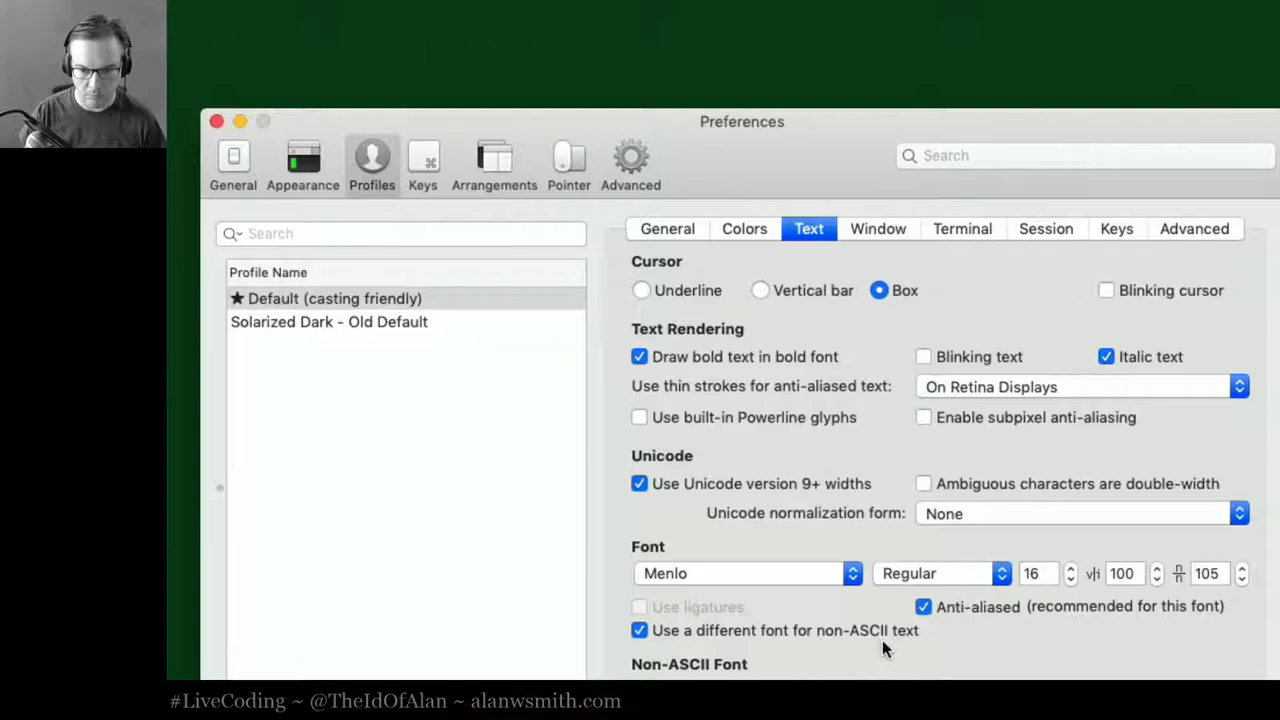 Preferences
General Appearance Profiles Keys Arrangements Pointer Advanced
Search
Search
Profile Name
★ Default (casting friendly)
Solarized Dark - Old Default
General Colors Text Window Terminal Session Keys Advanced
Cursor
Underline Vertical bar Box Blinking cursor
Text Rendering
Draw bold text in bold font Blinking text Italic text
Use thin strokes for anti-aliased text: On Retina Displays
Use built-in Powerline glyphs Enable subpixel anti-aliasing
Unicode
Use Unicode version 9+ widths Ambiguous characters are double-width
Unicode normalization form: None
Font
Menlo Regular 16 v|i 100 n/n 105
Use ligatures Anti-aliased (recommended for this font)
Use a different font for non-ASCII text
Non-ASCII Font
#LiveCoding ~ @TheIdOfAlan ~ alanwsmith.com